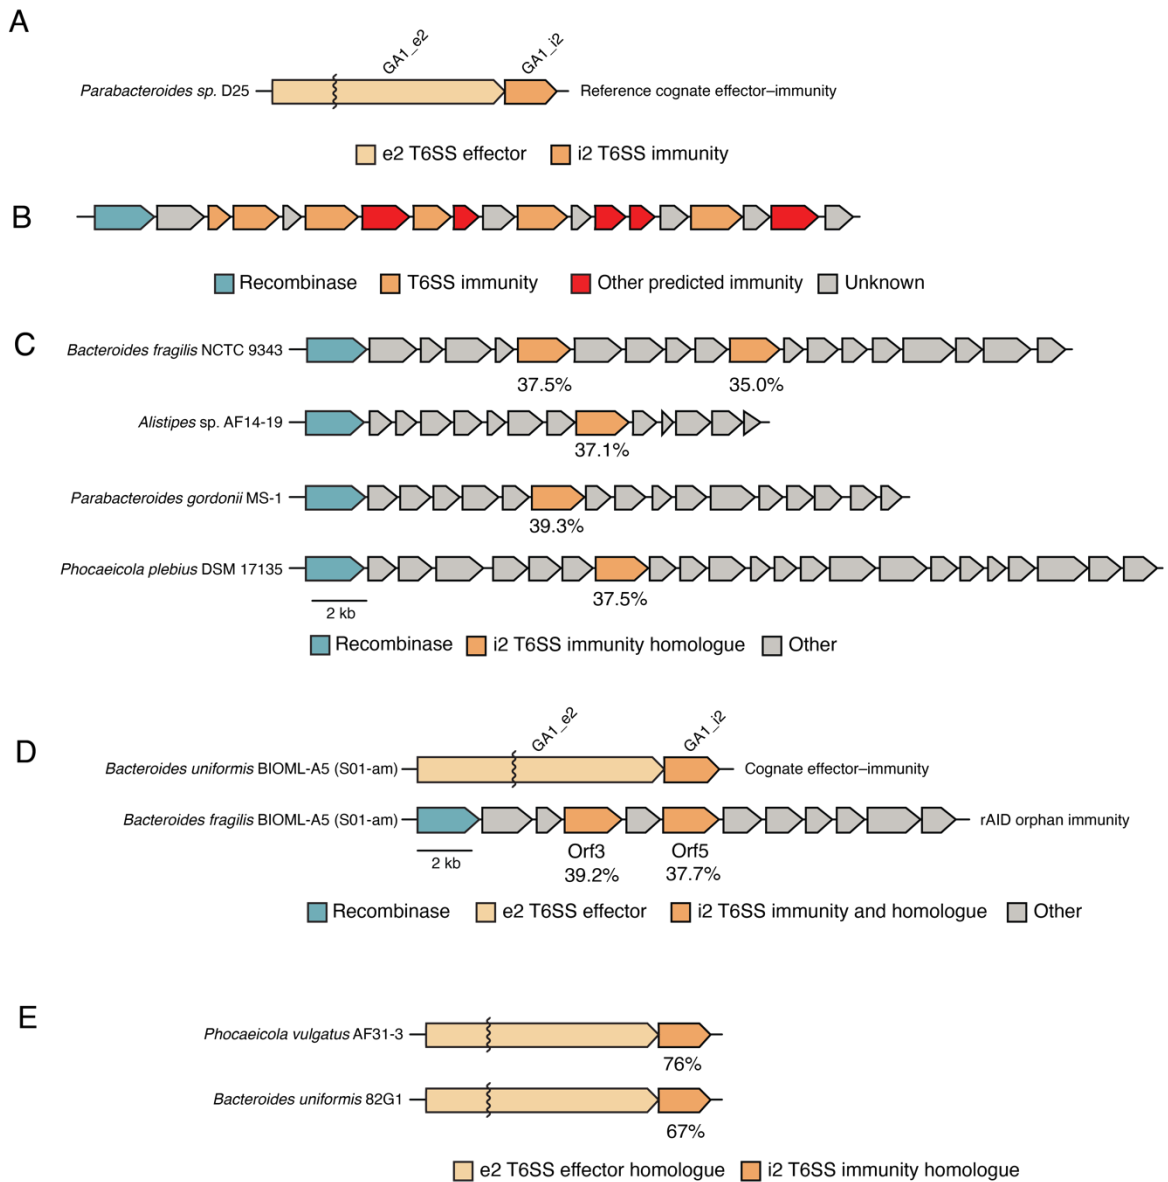 A
GA1_e2
GA1_i2
Parabacteroides sp. D25
Reference cognate effector–immunity
e2 T6SS effector
i2 T6SS immunity
B
Recombinase
T6SS immunity
Other predicted immunity
Unknown
C
Bacteroides fragilis NCTC 9343
37.5%
35.0%
Alistipes sp. AF14-19
37.1%
Parabacteroides gordonii MS-1
39.3%
Phocaeicola plebius DSM 17135
37.5%
2 kb
Recombinase
i2 T6SS immunity homologue
Other
D
GA1_e2
GA1_i2
Bacteroides uniformis BIOML-A5 (S01-am)
Cognate effector–immunity
Bacteroides fragilis BIOML-A5 (S01-am)
rAID orphan immunity
2 kb
Orf3
39.2%
Orf5
37.7%
Recombinase
e2 T6SS effector
i2 T6SS immunity and homologue
Other
E
Phocaeicola vulgatus AF31-3
76%
Bacteroides uniformis 82G1
67%
e2 T6SS effector homologue
i2 T6SS immunity homologue